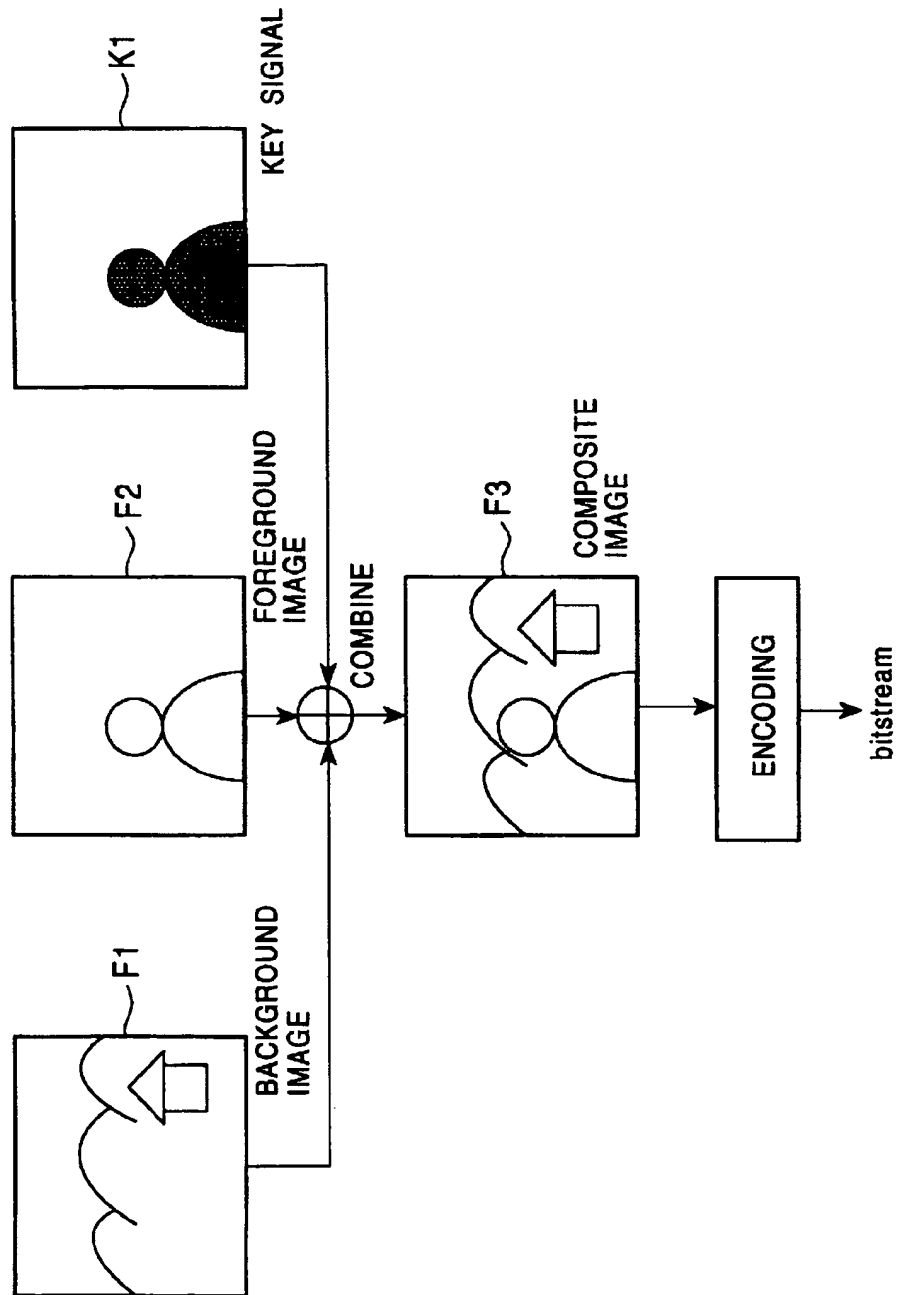 F1
BACKGROUND
IMAGE
F2
FOREGROUND
IMAGE
K1
KEY SIGNAL
COMBINE
F3
COMPOSITE
IMAGE
ENCODING
bitstream